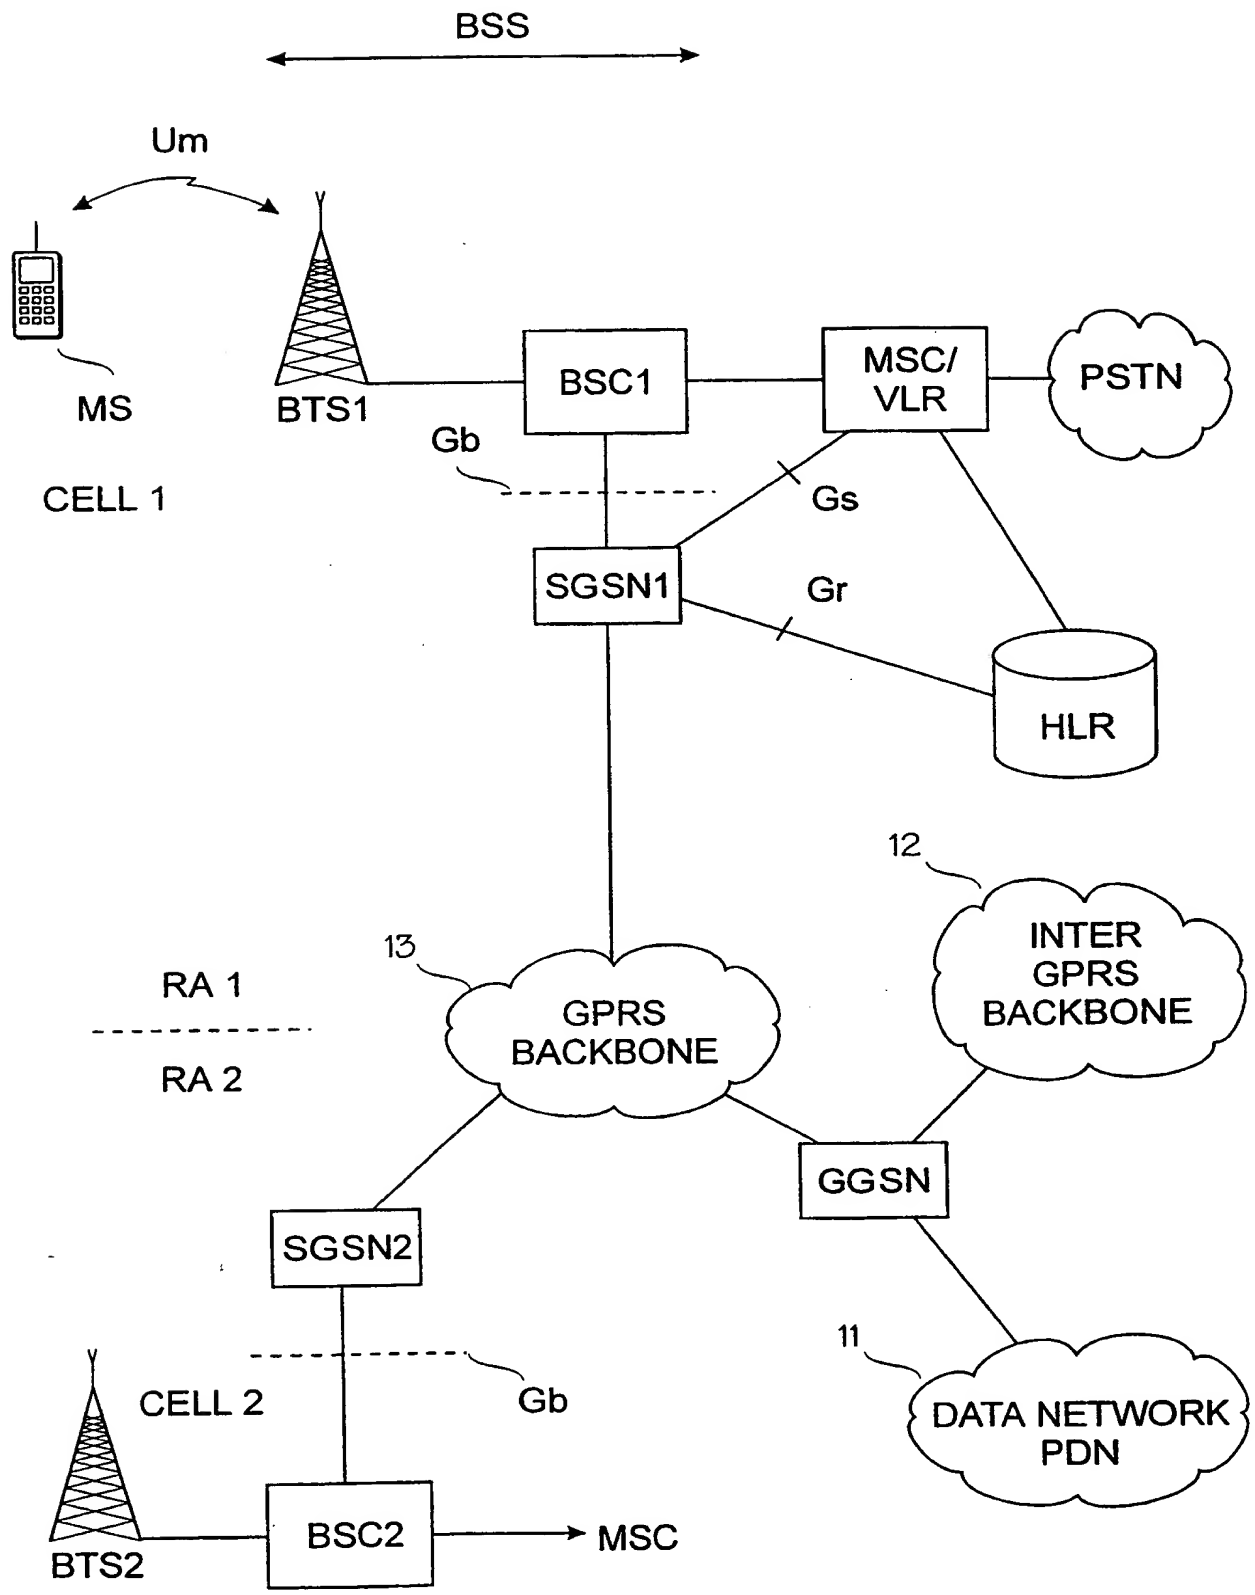 BSS
Um
MS
BTS1
BSC1
MSC/
VLR
PSTN
CELL 1
Gb
Gs
SGSN1
Gr
HLR
12
INTER
GPRS
BACKBONE
13
GPRS
BACKBONE
RA 1
RA 2
GGSN
SGSN2
11
DATA NETWORK
PDN
CELL 2
Gb
BTS2
BSC2
MSC